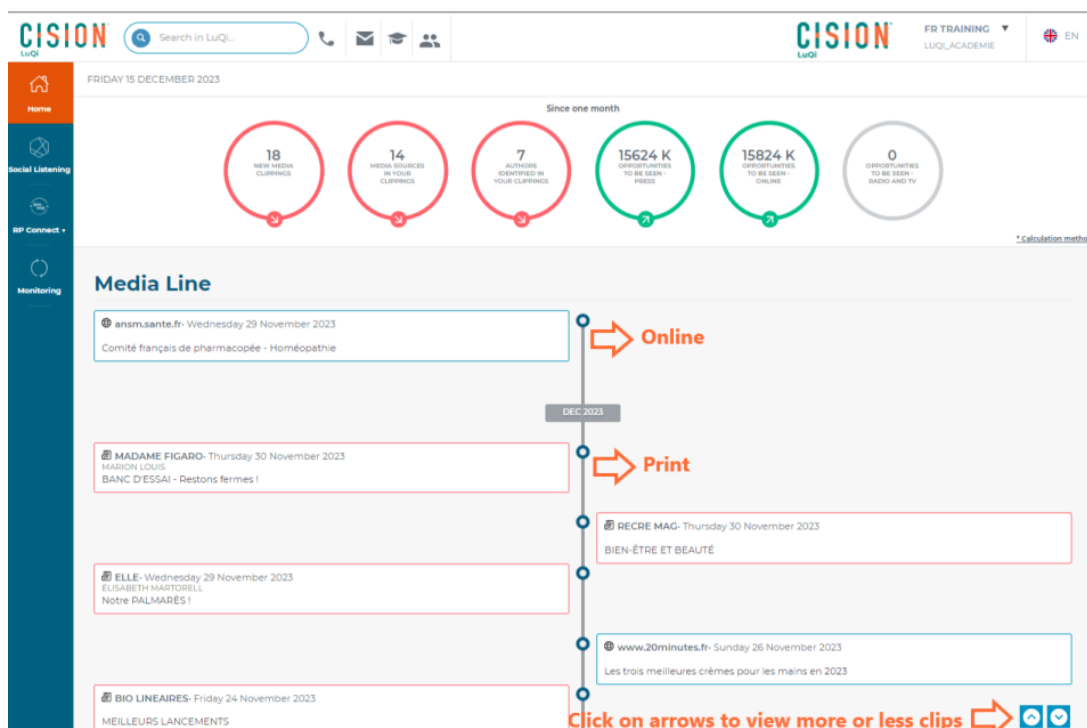 CISION
LuQi
Search in LuQi...
CISION
LuQi
FR TRAINING ▼
LUQI_ACADEMIE
EN
Home
Social Listening
RP Connect ▾
Monitoring
FRIDAY 15 DECEMBER 2023
Since one month
18
NEW MEDIA
CLIPPINGS
14
MEDIA SOURCES
IN YOUR
CLIPPINGS
7
AUTHORS
IDENTIFIED IN
YOUR CLIPPINGS
15624 K
OPPORTUNITIES
TO BE SEEN -
PRESS
15824 K
OPPORTUNITIES
TO BE SEEN -
ONLINE
0
OPPORTUNITIES
TO BE SEEN -
RADIO AND TV
* Calculation metho
Media Line
ansm.sante.fr- Wednesday 29 November 2023
Comité français de pharmacopée - Homéopathie
Online
DEC 2023
MADAME FIGARO- Thursday 30 November 2023
MARION LOUIS
BANC D'ESSAI - Restons fermes !
Print
RECRE MAG- Thursday 30 November 2023
BIEN-ÊTRE ET BEAUTÉ
ELLE- Wednesday 29 November 2023
ELISABETH MARTORELL
Notre PALMARÈS !
www.20minutes.fr- Sunday 26 November 2023
Les trois meilleures crèmes pour les mains en 2023
BIO LINEAIRES- Friday 24 November 2023
MEILLEURS LANCEMENTS
Click on arrows to view more or less clips